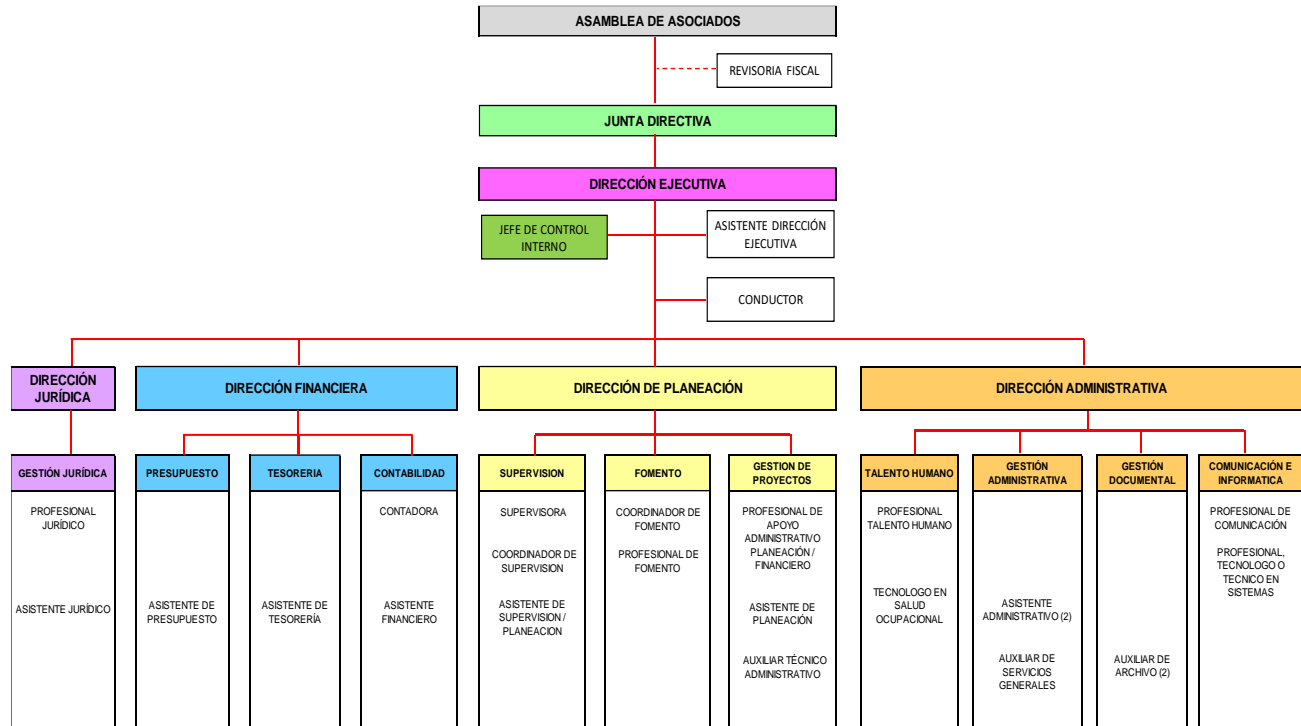 ASAMBLEA DE ASOCIADOS
REVISORIA FISCAL
JUNTA DIRECTIVA
DIRECCIÓN EJECUTIVA
JEFE DE CONTROL
INTERNO
ASISTENTE DIRECCIÓN
EJECUTIVA
CONDUCTOR
DIRECCIÓN
JURÍDICA
DIRECCIÓN FINANCIERA
DIRECCIÓN DE PLANEACIÓN
DIRECCIÓN ADMINISTRATIVA
GESTIÓN JURÍDICA
PROFESIONAL
JURÍDICO
ASISTENTE JURÍDICO
PRESUPUESTO
ASISTENTE DE
PRESUPUESTO
TESORERIA
ASISTENTE DE
TESORERÍA
CONTABILIDAD
CONTADORA
ASISTENTE
FINANCIERO
SUPERVISION
SUPERVISORA
COORDINADOR DE
SUPERVISION
ASISTENTE DE
SUPERVISION /
PLANEACION
FOMENTO
COORDINADOR DE
FOMENTO
PROFESIONAL DE
FOMENTO
GESTION DE
PROYECTOS
PROFESIONAL DE
APOYO
ADMINISTRATIVO
PLANEACIÓN /
FINANCIERO
ASISTENTE DE
PLANEACIÓN
AUXILIAR TÉCNICO
ADMINISTRATIVO
TALENTO HUMANO
PROFESIONAL
TALENTO HUMANO
TECNOLOGO EN
SALUD
OCUPACIONAL
GESTIÓN
ADMINISTRATIVA
ASISTENTE
ADMINISTRATIVO (2)
AUXILIAR DE
SERVICIOS
GENERALES
GESTIÓN
DOCUMENTAL
AUXILIAR DE
ARCHIVO (2)
COMUNICACIÓN E
INFORMATICA
PROFESIONAL DE
COMUNICACIÓN
PROFESIONAL,
TECNOLOGO O
TECNICO EN
SISTEMAS